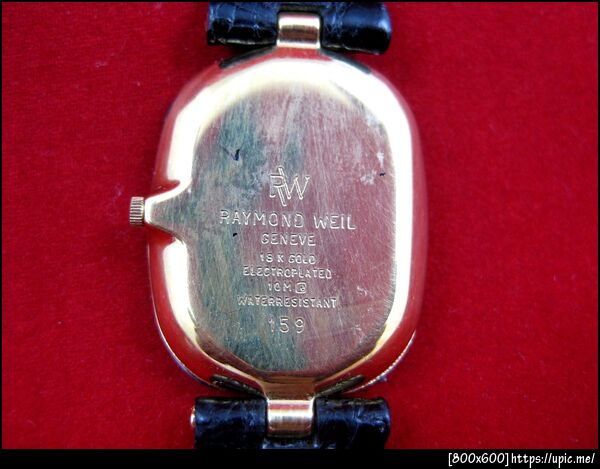 RW
RAYMOND WEIL
GENEVE
18 K GOLD
ELECTROPLATED
10 M
WATERRESISTANT
159
[800x600]https://upic.me/